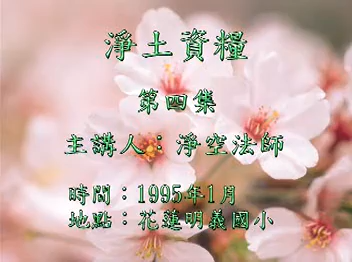 淨土資糧
第四集
主講人：淨空法師
時間：1995年1月
地點：花蓮明義國小